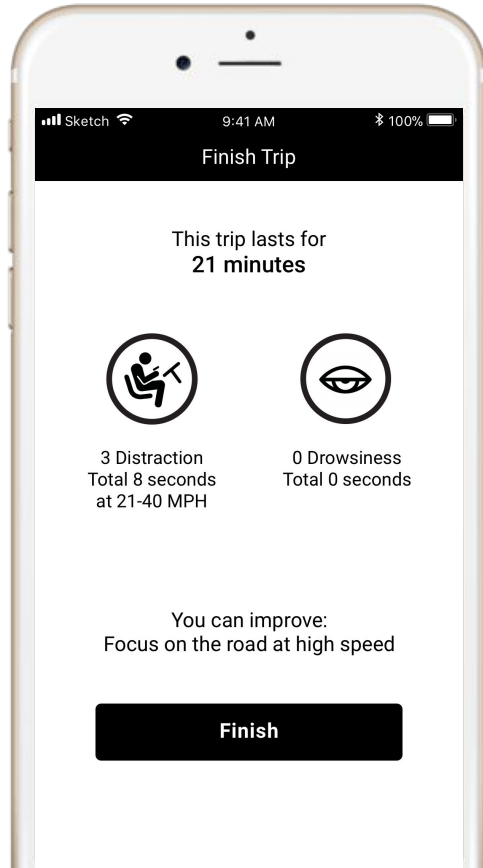 Sketch 9:41 AM 100%
Finish Trip
This trip lasts for
21 minutes
3 Distraction
Total 8 seconds
at 21-40 MPH
0 Drowsiness
Total 0 seconds
You can improve:
Focus on the road at high speed
Finish